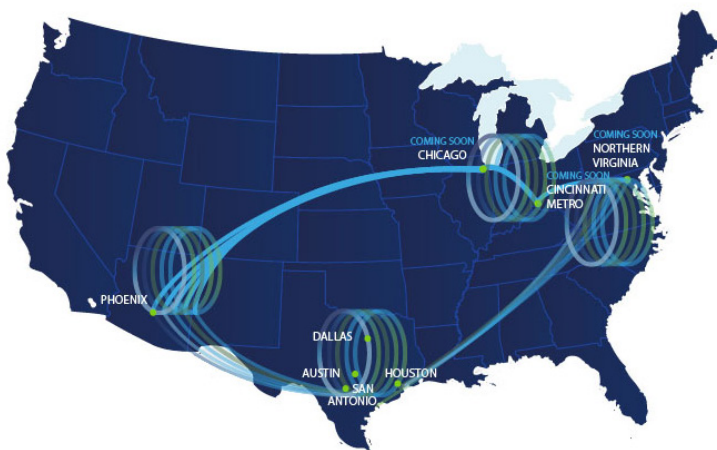 COMING SOON
CHICAGO
COMING SOON
NORTHERN
VIRGINIA
COMING SOON
CINCINNATI
METRO
PHOENIX
DALLAS
AUSTIN
HOUSTON
SAN
ANTONIO